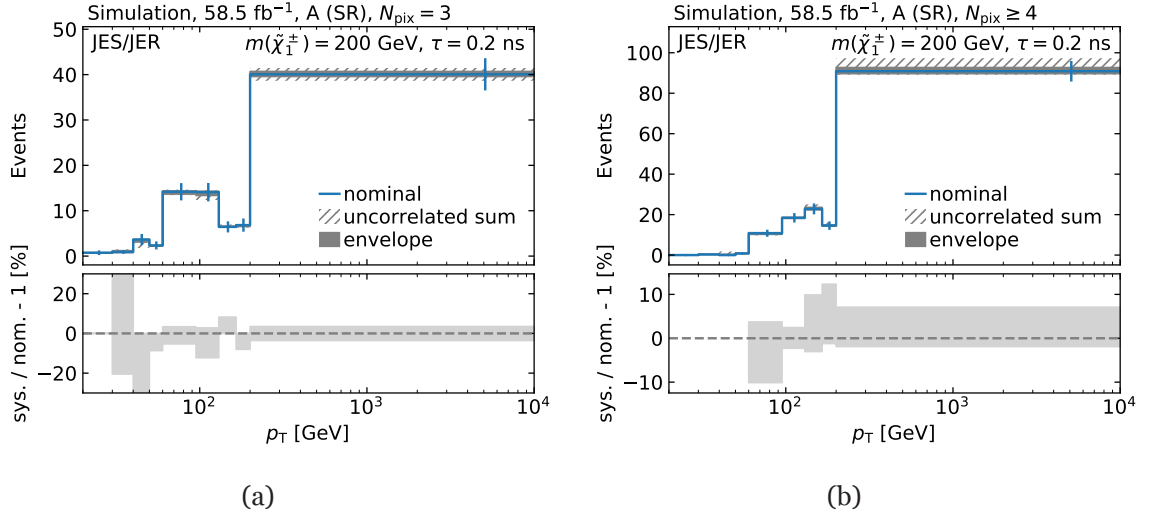 Simulation, 58.5 fb⁻¹, A (SR), N_pix = 3
JES/JER
m(χ̃₁±) = 200 GeV, τ = 0.2 ns
50
40
30
20
10
0
Events
nominal
uncorrelated sum
envelope
20
0
−20
sys. / nom. - 1 [%]
10²
10³
10⁴
p_T [GeV]
(a)
Simulation, 58.5 fb⁻¹, A (SR), N_pix ≥ 4
JES/JER
m(χ̃₁±) = 200 GeV, τ = 0.2 ns
100
80
60
40
20
0
Events
nominal
uncorrelated sum
envelope
10
0
−10
sys. / nom. - 1 [%]
10²
10³
10⁴
p_T [GeV]
(b)